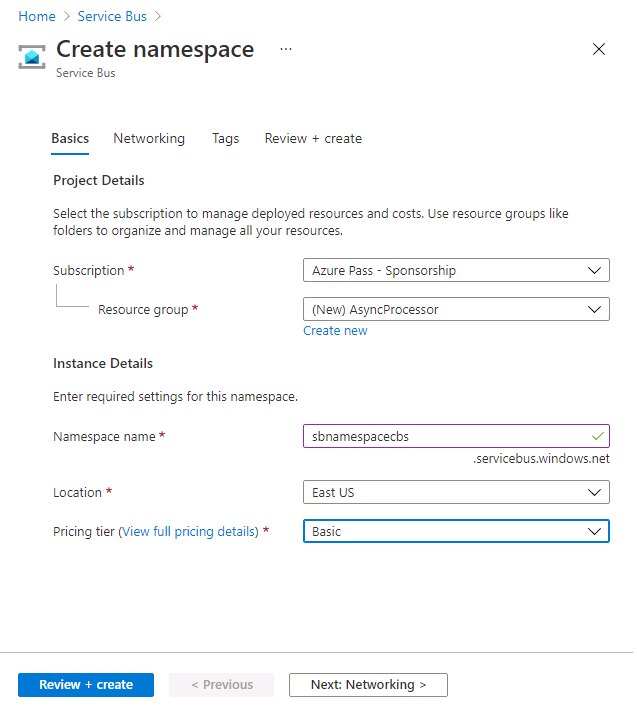 Home > Service Bus >
Create namespace ...
Service Bus
Basics Networking Tags Review + create
Project Details
Select the subscription to manage deployed resources and costs. Use resource groups like
folders to organize and manage all your resources.
Subscription * Azure Pass - Sponsorship
Resource group * (New) AsyncProcessor
Create new
Instance Details
Enter required settings for this namespace.
Namespace name * sbnamespacecbs
.servicebus.windows.net
Location * East US
Pricing tier (View full pricing details) * Basic
Review + create < Previous Next: Networking >